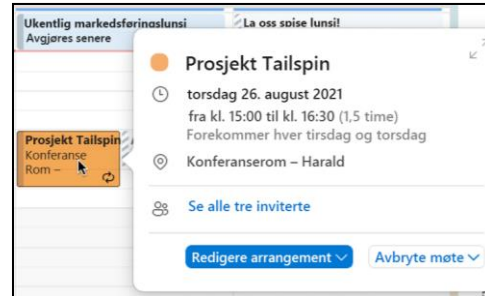 Ukentlig markedsføringslunsj
Avgjøres senere
La oss spise lunsj!
Prosjekt Tailspin
torsdag 26. august 2021
fra kl. 15:00 til kl. 16:30 (1,5 time)
Forekommer hver tirsdag og torsdag
Konferanserom – Harald
Se alle tre inviterte
Redigere arrangement
Avbryte møte
Prosjekt Tailspin
Konferanse
Rom –